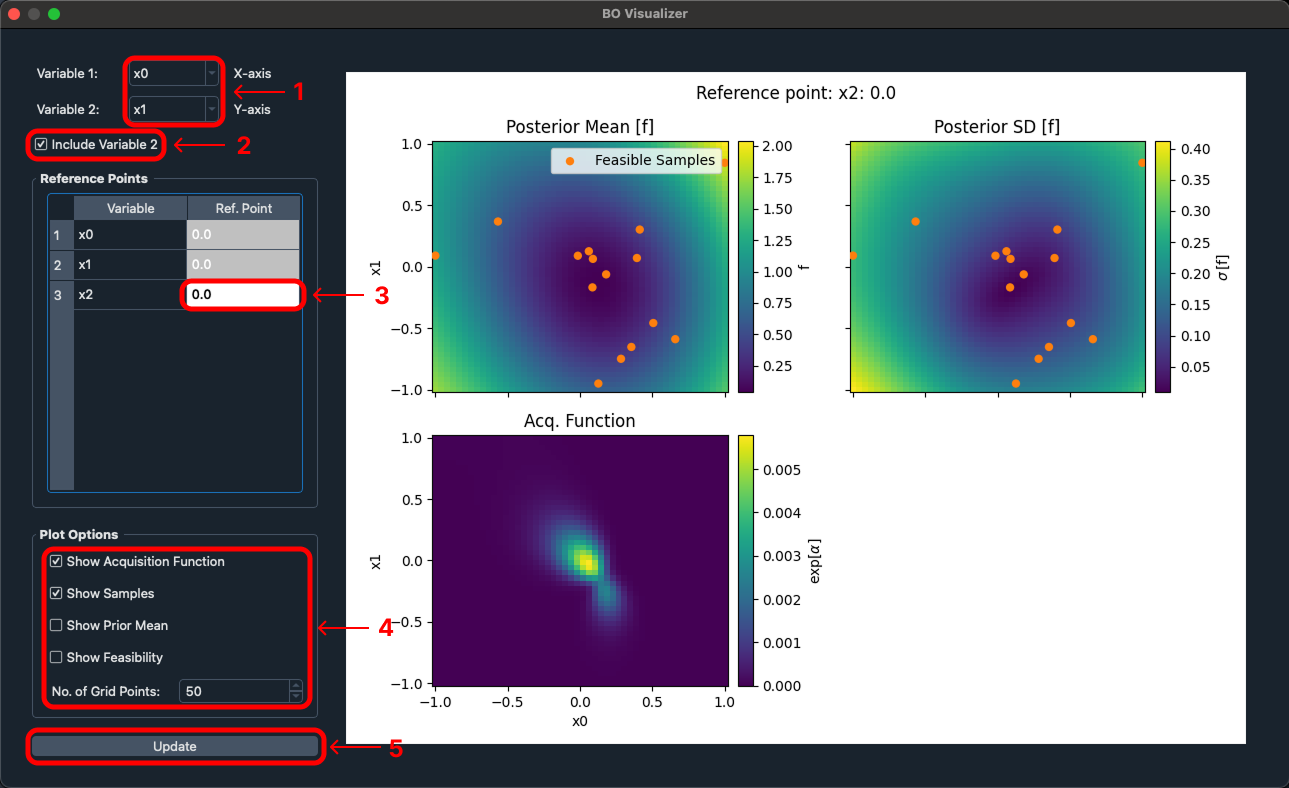 BO Visualizer
Variable 1: x0 X-axis
1
Variable 2: x1 Y-axis
Include Variable 2
2
Reference Points
Variable Ref. Point
1 x0 0.0
2 x1 0.0
3 x2 0.0
3
Plot Options
Show Acquisition Function
Show Samples
Show Prior Mean
4
Show Feasibility
No. of Grid Points: 50
Update
5
Reference point: x2: 0.0
Posterior Mean [f]
Feasible Samples
1.0
0.5
0.0
−0.5
−1.0
x1
2.00
1.75
1.50
1.25
1.00
0.75
0.50
0.25
f
Posterior SD [f]
0.40
0.35
0.30
0.25
0.20
0.15
0.10
0.05
σ[f]
Acq. Function
1.0
0.5
0.0
−0.5
−1.0
x1
−1.0 −0.5 0.0 0.5 1.0
x0
0.005
0.004
0.003
0.002
0.001
0.000
exp[α]